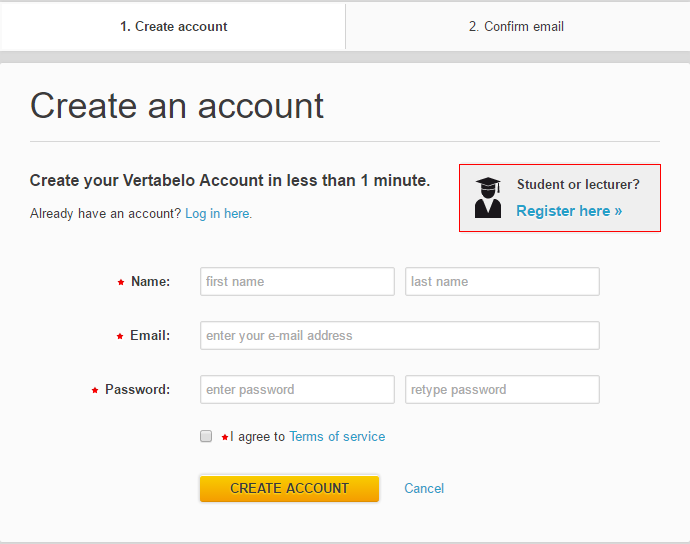 1. Create account
2. Confirm email
Create an account
Create your Vertabelo Account in less than 1 minute.
Already have an account? Log in here.
Student or lecturer?
Register here »
* Name:
first name
last name
* Email:
enter your e-mail address
* Password:
enter password
retype password
* I agree to Terms of service
CREATE ACCOUNT
Cancel